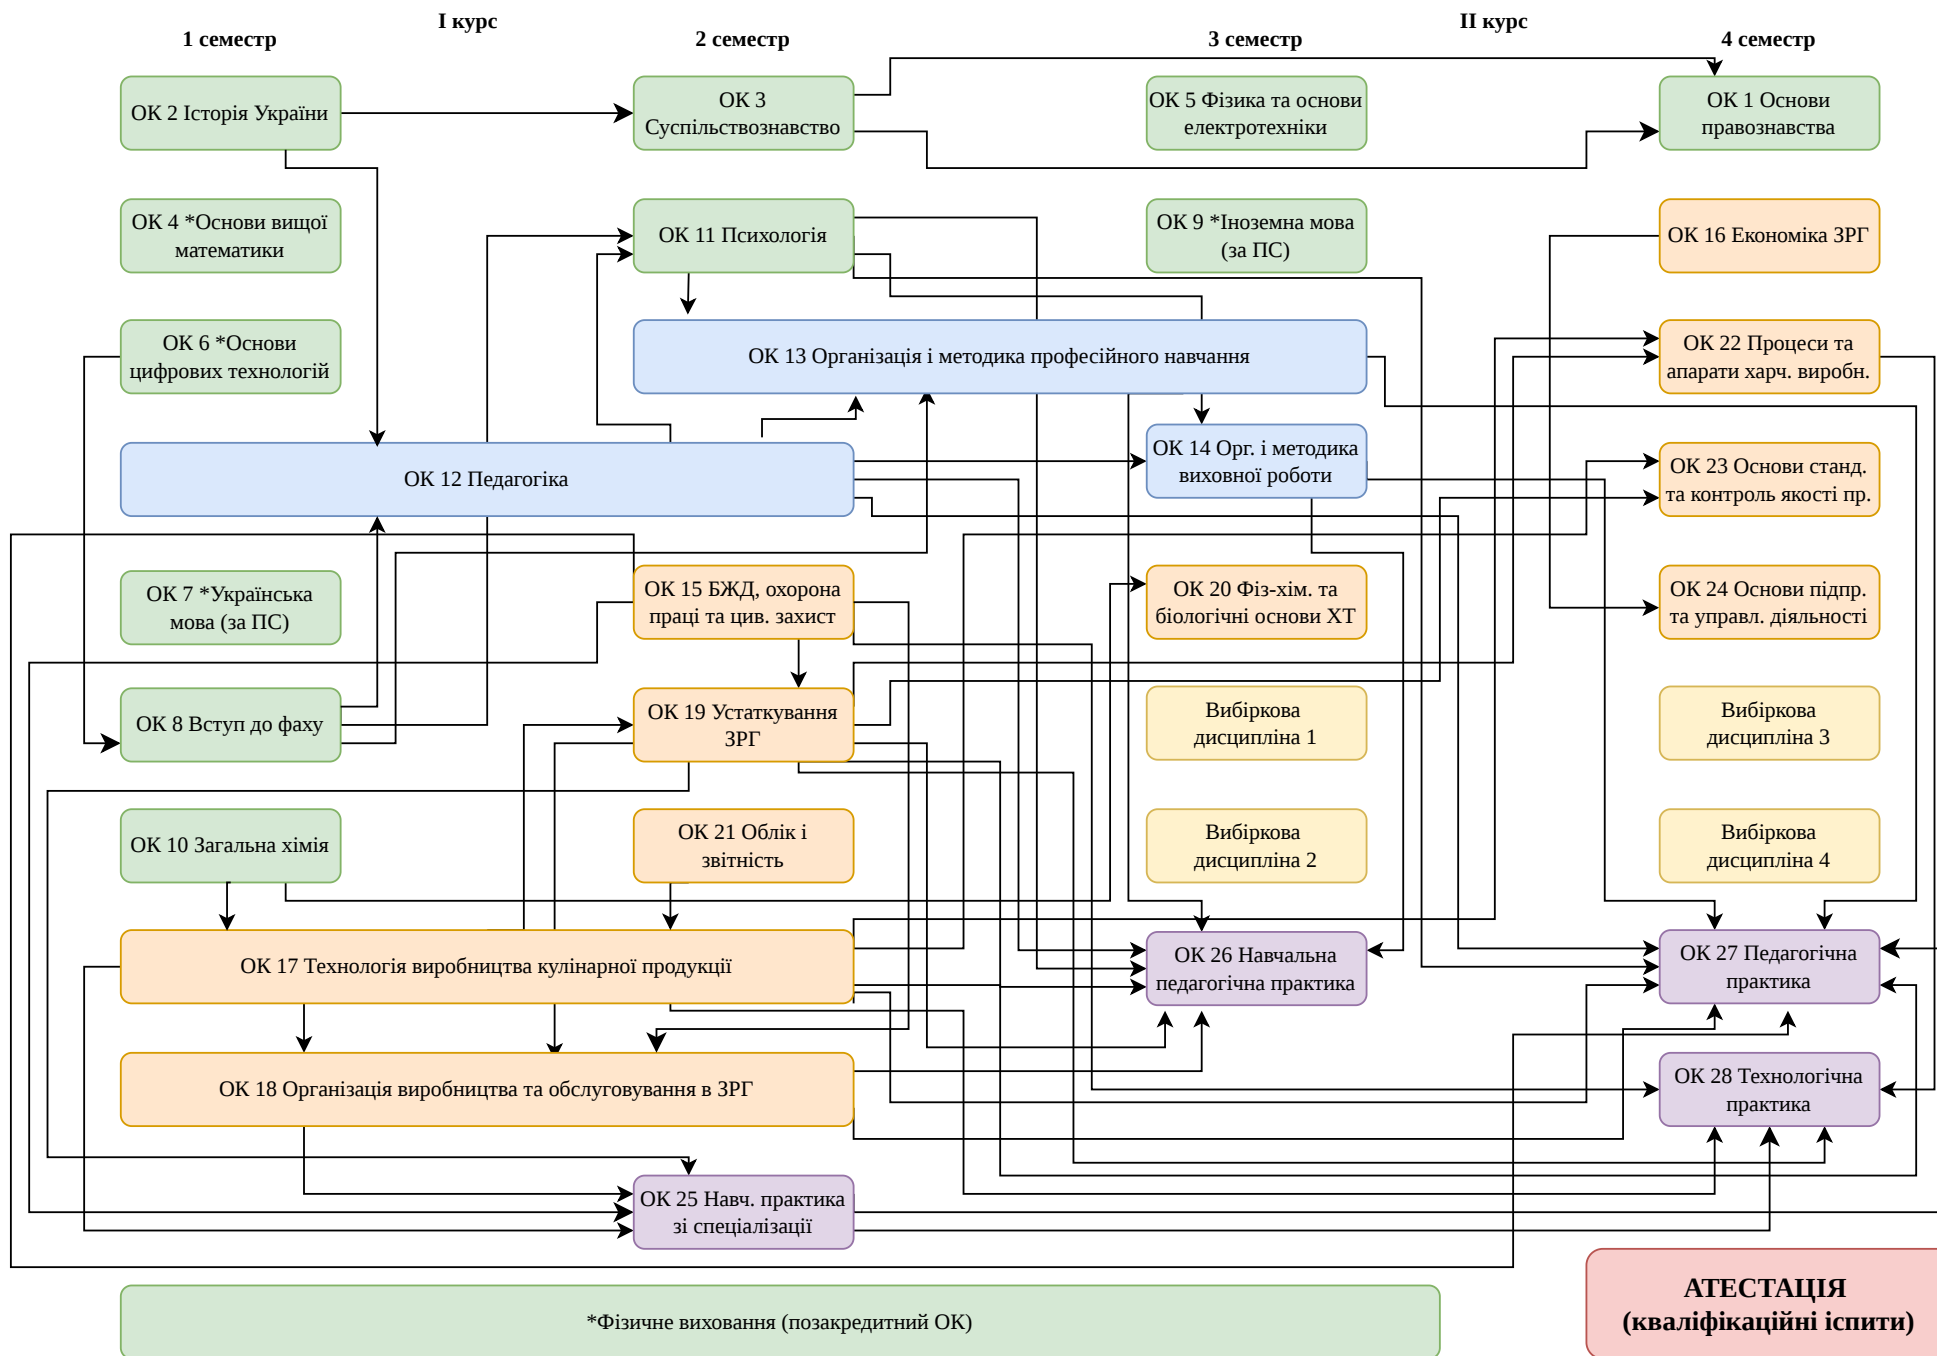 І курс
ІІ курс
1 семестр
2 семестр
3 семестр
4 семестр
ОК 2 Історія України
ОК 3
Суспільствознавство
ОК 5 Фізика та основи
електротехніки
ОК 1 Основи
правознавства
ОК 4 *Основи вищої
математики
ОК 11 Психологія
ОК 9 *Іноземна мова
(за ПС)
ОК 16 Економіка ЗРГ
ОК 6 *Основи
цифрових технологій
ОК 13 Організація і методика професійного навчання
ОК 22 Процеси та
апарати харч. виробн.
ОК 12 Педагогіка
ОК 14 Орг. і методика
виховної роботи
ОК 23 Основи станд.
та контроль якості пр.
ОК 7 *Українська
мова (за ПС)
ОК 15 БЖД, охорона
праці та цив. захист
ОК 20 Фіз-хім. та
біологічні основи ХТ
ОК 24 Основи підпр.
та управл. діяльності
ОК 8 Вступ до фаху
ОК 19 Устаткування
ЗРГ
Вибіркова
дисципліна 1
Вибіркова
дисципліна 3
ОК 10 Загальна хімія
ОК 21 Облік і
звітність
Вибіркова
дисципліна 2
Вибіркова
дисципліна 4
ОК 17 Технологія виробництва кулінарної продукції
ОК 26 Навчальна
педагогічна практика
ОК 27 Педагогічна
практика
ОК 18 Організація виробництва та обслуговування в ЗРГ
ОК 28 Технологічна
практика
ОК 25 Навч. практика
зі спеціалізації
*Фізичне виховання (позакредитний ОК)
АТЕСТАЦІЯ
(кваліфікаційні іспити)